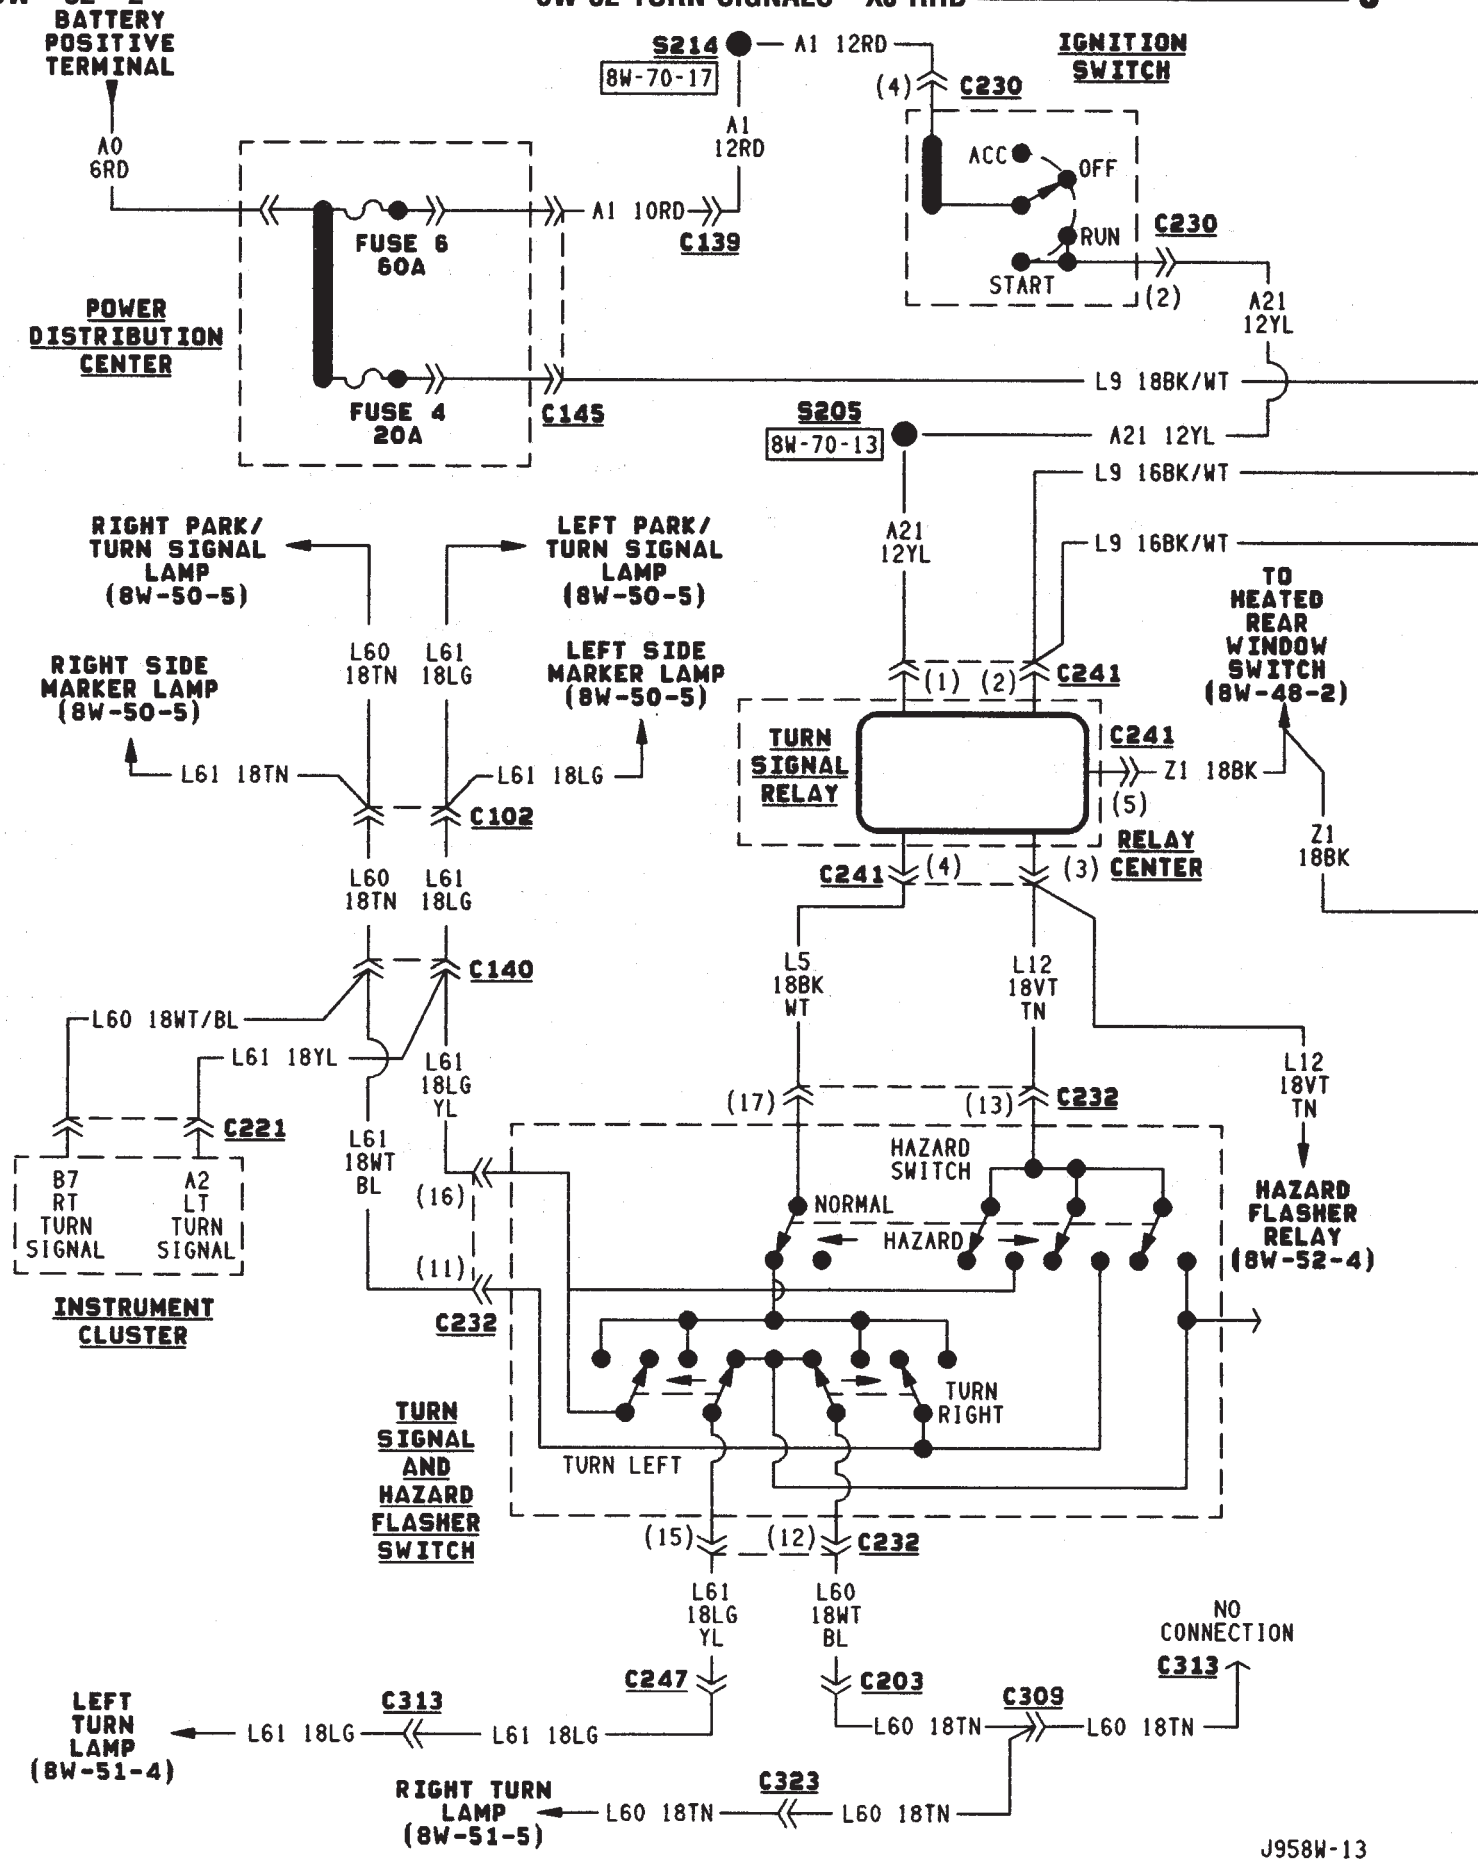 BATTERY
POSITIVE
TERMINAL
A0
6RD
S214
8W-70-17
A1 12RD
A1
12RD
(4)
C230
IGNITION
SWITCH
ACC
OFF
RUN
START
C230
(2)
A21
12YL
A1 10RD
C139
FUSE 6
60A
POWER
DISTRIBUTION
CENTER
FUSE 4
20A
C145
L9 18BK/WT
S205
8W-70-13
A21 12YL
L9 16BK/WT
A21
12YL
L9 16BK/WT
RIGHT PARK/
TURN SIGNAL
LAMP
(8W-50-5)
LEFT PARK/
TURN SIGNAL
LAMP
(8W-50-5)
TO
HEATED
REAR
WINDOW
SWITCH
(8W-48-2)
RIGHT SIDE
MARKER LAMP
(8W-50-5)
L60
18TN
L61
18LG
LEFT SIDE
MARKER LAMP
(8W-50-5)
(1)
(2)
C241
TURN
SIGNAL
RELAY
C241
Z1 18BK
(5)
L61 18TN
L61 18LG
C102
RELAY
CENTER
Z1
18BK
C241
(4)
(3)
L60
18TN
L61
18LG
C140
L5
18BK
WT
L12
18VT
TN
L60 18WT/BL
L61 18YL
L61
18LG
YL
L12
18VT
TN
C221
(17)
(13)
C232
L61
18WT
BL
B7
RT
TURN
SIGNAL
A2
LT
TURN
SIGNAL
(16)
HAZARD
SWITCH
NORMAL
HAZARD
HAZARD
FLASHER
RELAY
(8W-52-4)
(11)
C232
INSTRUMENT
CLUSTER
TURN
RIGHT
TURN LEFT
TURN
SIGNAL
AND
HAZARD
FLASHER
SWITCH
(15)
(12)
C232
L61
18LG
YL
L60
18WT
BL
NO
CONNECTION
C313
C247
C203
C309
LEFT
TURN
LAMP
(8W-51-4)
L61 18LG
C313
L61 18LG
L60 18TN
L60 18TN
RIGHT TURN
LAMP
(8W-51-5)
L60 18TN
C323
L60 18TN
J958W-13